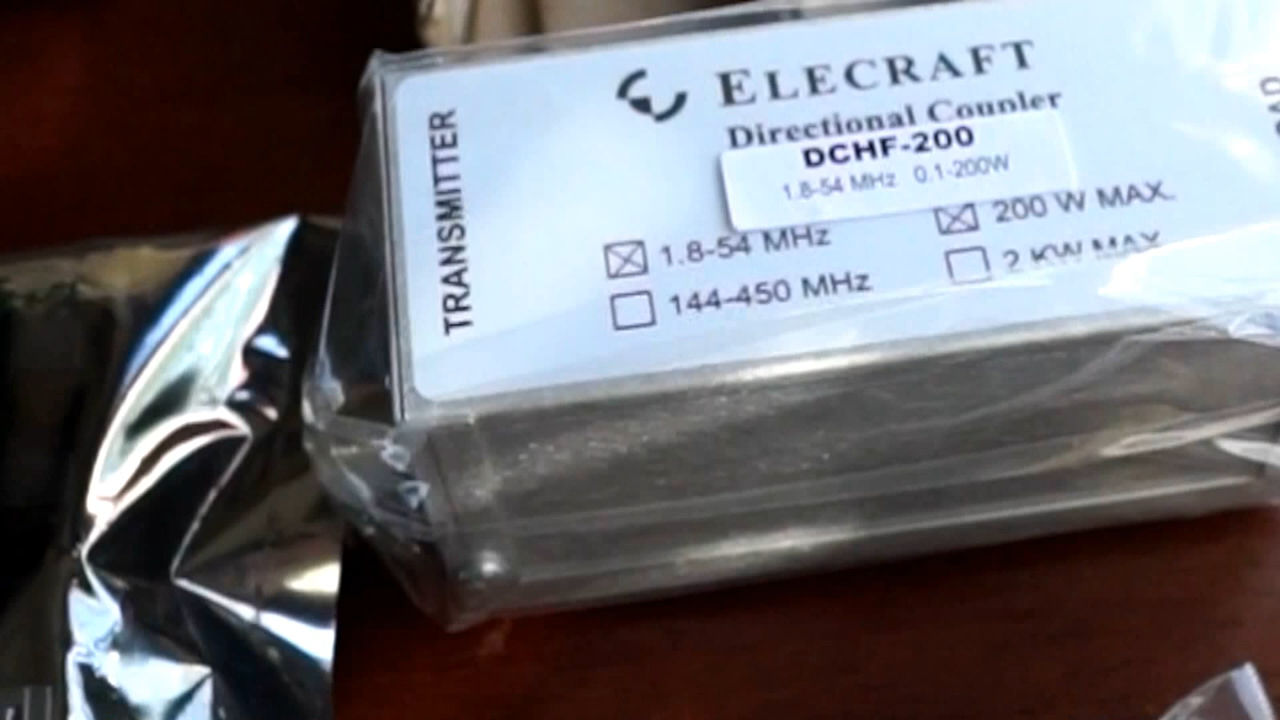 TRANSMITTER
ELECRAFT
Directional Coupler
DCHF-200
1.8-54 MHz 0.1-200W
1.8-54 MHz
200 W MAX.
144-450 MHz
2 KW MAX